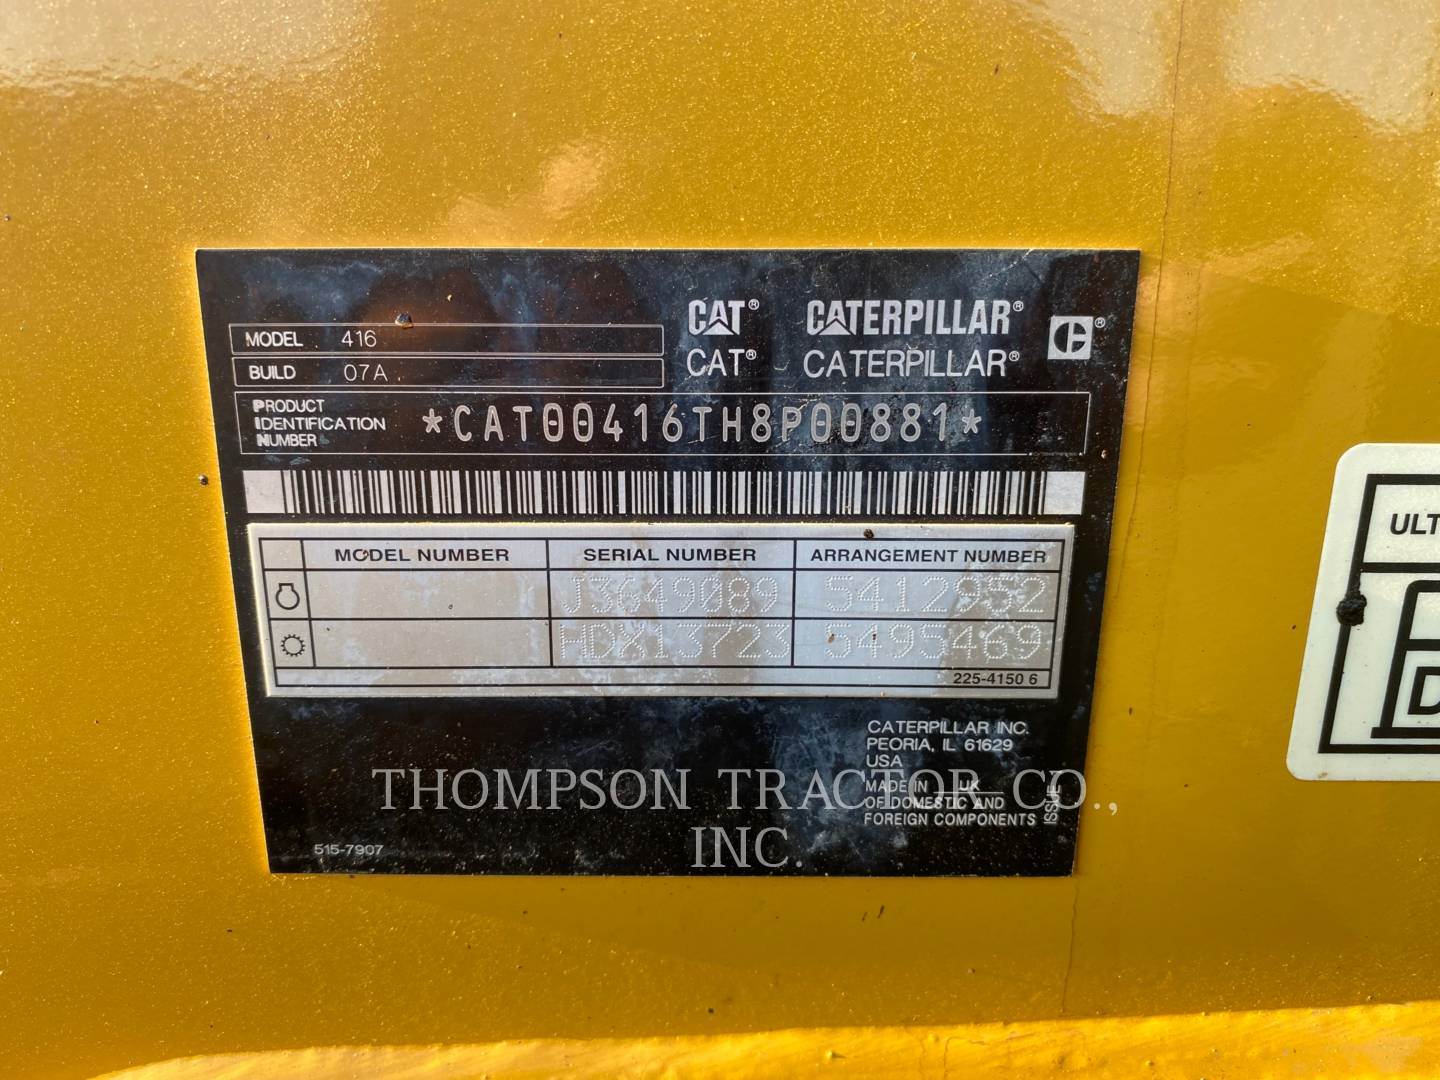 CAT® CATERPILLAR®
CAT® CATERPILLAR®
MODEL 416
BUILD 07A
PRODUCT
IDENTIFICATION
NUMBER
*CAT00416TH8P00881*
MODEL NUMBER SERIAL NUMBER ARRANGEMENT NUMBER
J3649089 5412952
HDX13723 5495469
225-4150 6
CATERPILLAR INC.
PEORIA, IL 61629
USA
MADE IN UK
OF DOMESTIC AND
FOREIGN COMPONENTS
ISSUE
515-7907
THOMPSON TRACTOR CO.,
INC.
ULT
D